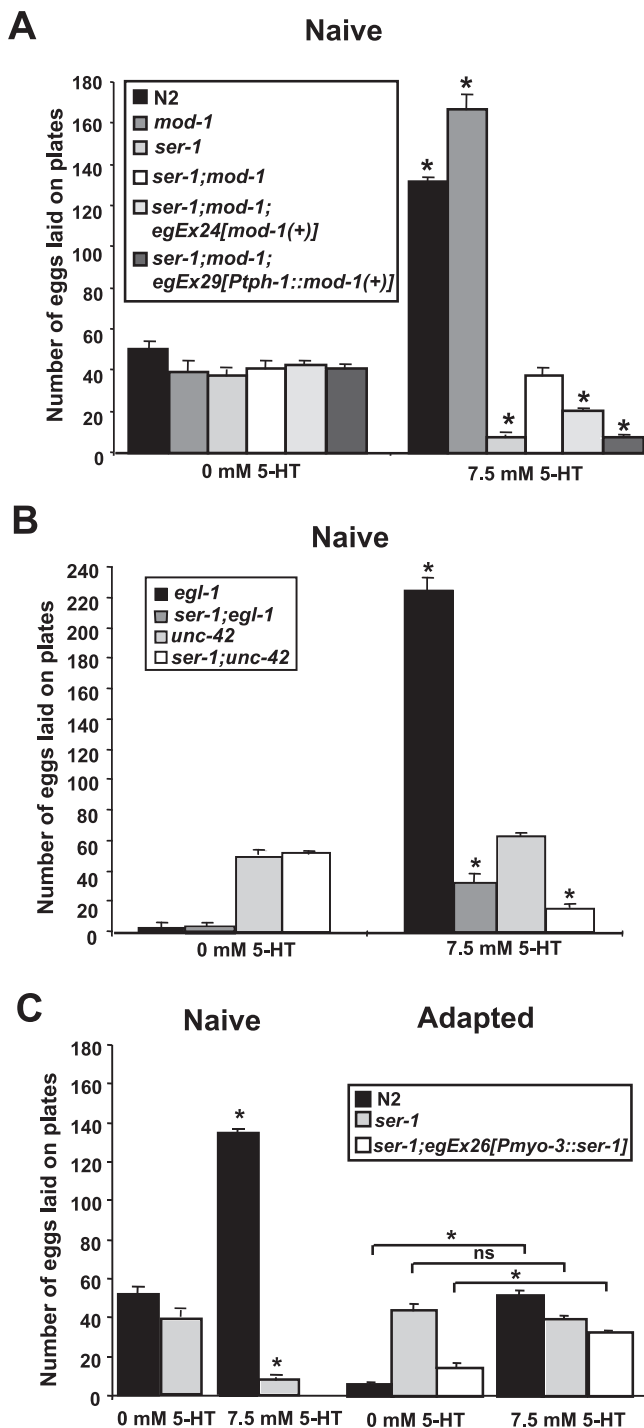 A
Naive
Number of eggs laid on plates
180
160
140
120
100
80
60
40
20
0
N2
mod-1
ser-1
ser-1;mod-1
ser-1;mod-1;
egEx24[mod-1(+)]
ser-1;mod-1;
egEx29[Ptph-1::mod-1(+)]
*
*
*
*
*
0 mM 5-HT
7.5 mM 5-HT
B
Naive
Number of eggs laid on plates
240
220
200
180
160
140
120
100
80
60
40
20
0
egl-1
ser-1;egl-1
unc-42
ser-1;unc-42
*
*
*
0 mM 5-HT
7.5 mM 5-HT
C
Naive
Adapted
Number of eggs laid on plates
180
160
140
120
100
80
60
40
20
0
N2
ser-1
ser-1;egEx26[Pmyo-3::ser-1]
*
*
*
ns
*
0 mM 5-HT
7.5 mM 5-HT
0 mM 5-HT
7.5 mM 5-HT